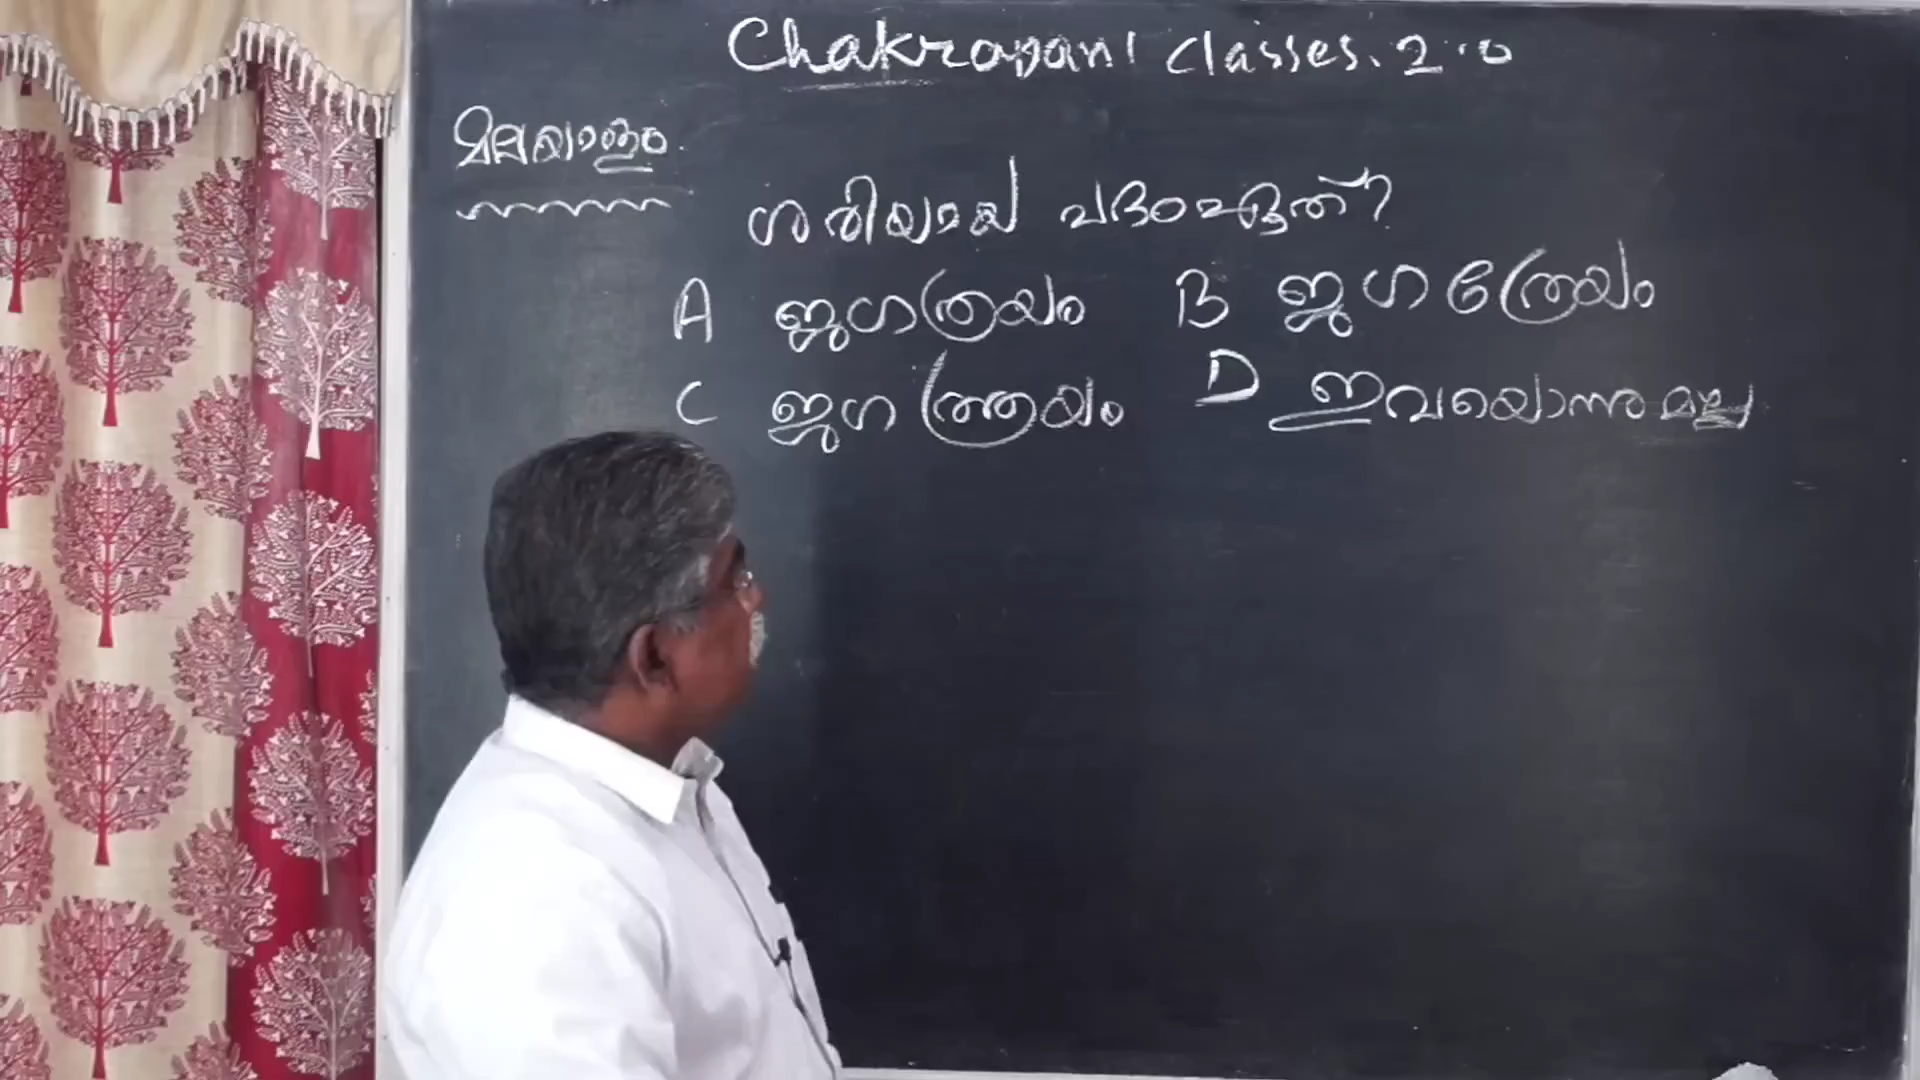 Chakrapani Classes. 2.0
മലയാളം.
ശരിയായ പദംഏത്?
A ജഗത്രയം B ജഗത്രേയം
C ജഗത്ത്രയം D ഇവയൊന്നുമല്ല